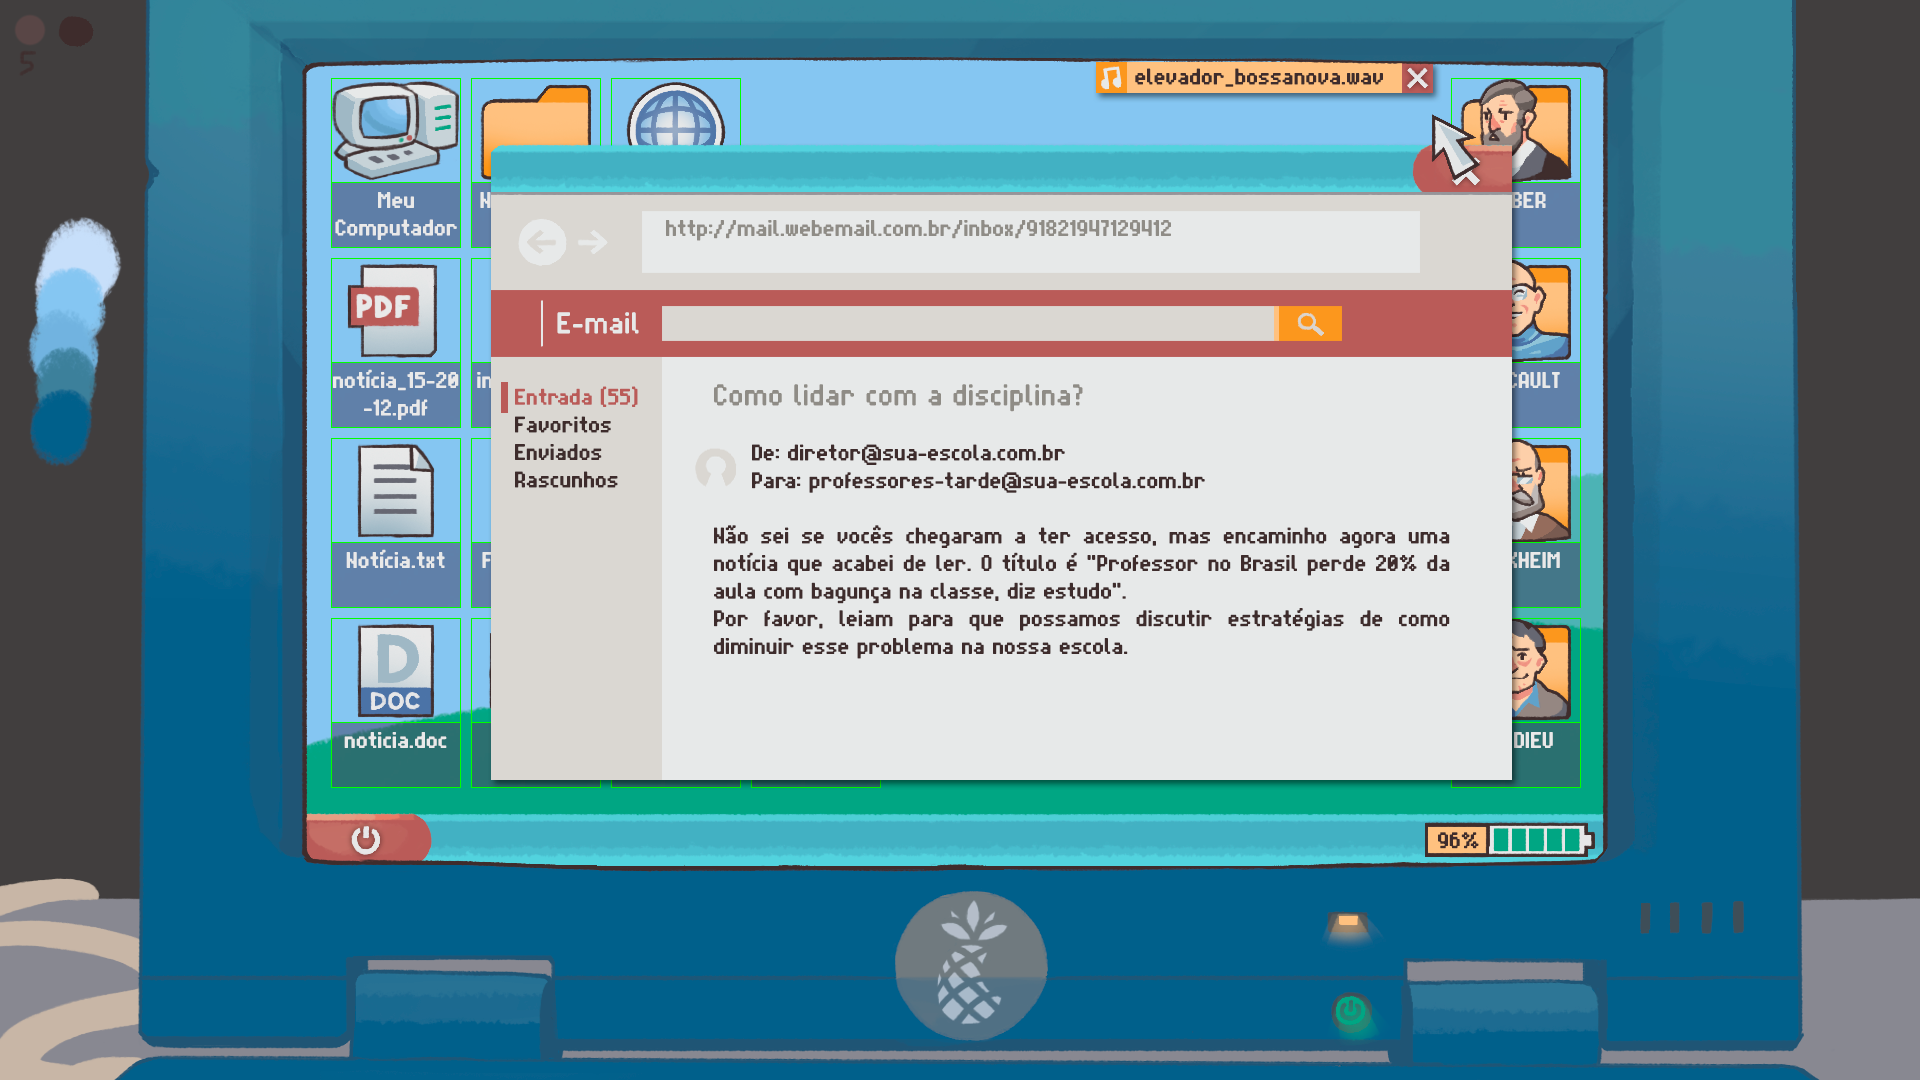 5
elevador_bossanova.wav
Meu
Computador
N
BER
http://mail.webemail.com.br/inbox/91821947129412
E-mail
PDF
notícia_15-20
-12.pdf
in
CAULT
Entrada (55)
Favoritos
Enviados
Rascunhos
Como lidar com a disciplina?
De: diretor@sua-escola.com.br
Para: professores-tarde@sua-escola.com.br
Não sei se vocês chegaram a ter acesso, mas encaminho agora uma
notícia que acabei de ler. O título é "Professor no Brasil perde 20% da
aula com bagunça na classe, diz estudo".
Por favor, leiam para que possamos discutir estratégias de como
diminuir esse problema na nossa escola.
Notícia.txt
F
KHEIM
D
DOC
noticia.doc
DIEU
96%